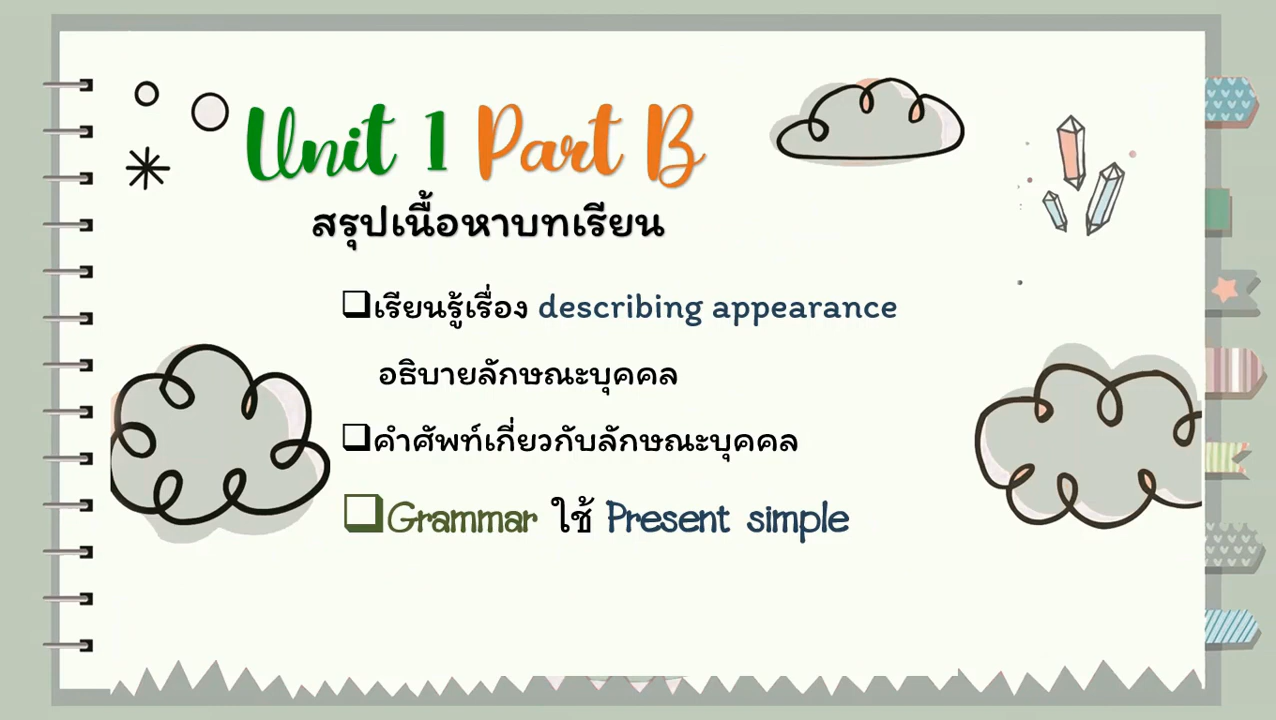 Unit 1 Part B
สรุปเนื้อหาบทเรียน
เรียนรู้เรื่อง describing appearance
อธิบายลักษณะบุคคล
คำศัพท์เกี่ยวกับลักษณะบุคคล
Grammar ใช้ Present simple